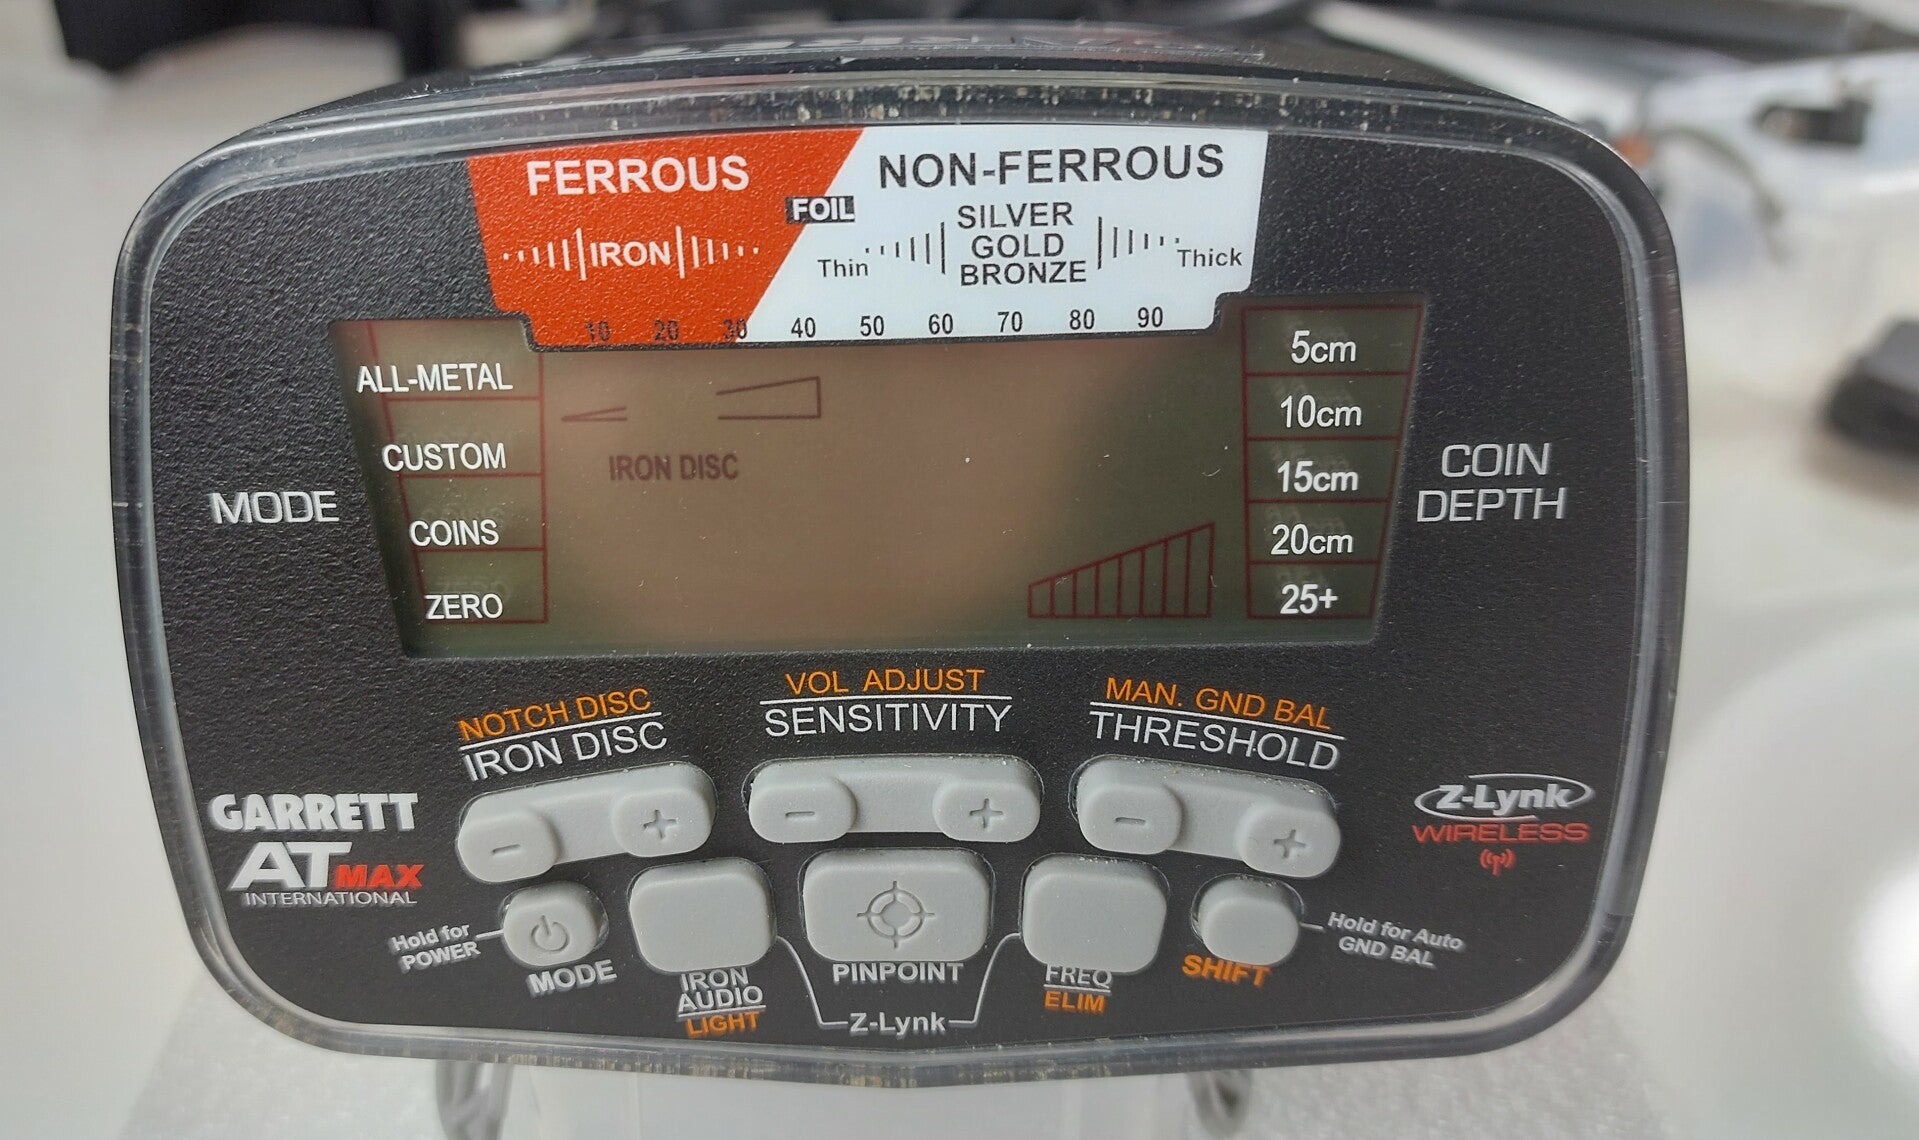 FERROUS
NON-FERROUS
FOIL
IRON
SILVER
GOLD
BRONZE
Thin
Thick
10 20 30 40 50 60 70 80 90
ALL-METAL
CUSTOM
COINS
ZERO
MODE
IRON DISC
5cm
10cm
15cm
20cm
25+
COIN
DEPTH
NOTCH DISC
IRON DISC
VOL ADJUST
SENSITIVITY
MAN. GND BAL
THRESHOLD
- +
- +
- +
GARRETT
AT MAX
INTERNATIONAL
Z-Lynk
WIRELESS
Hold for
POWER
MODE
IRON
AUDIO
LIGHT
PINPOINT
Z-Lynk
FREQ
ELIM
SHIFT
Hold for Auto
GND BAL